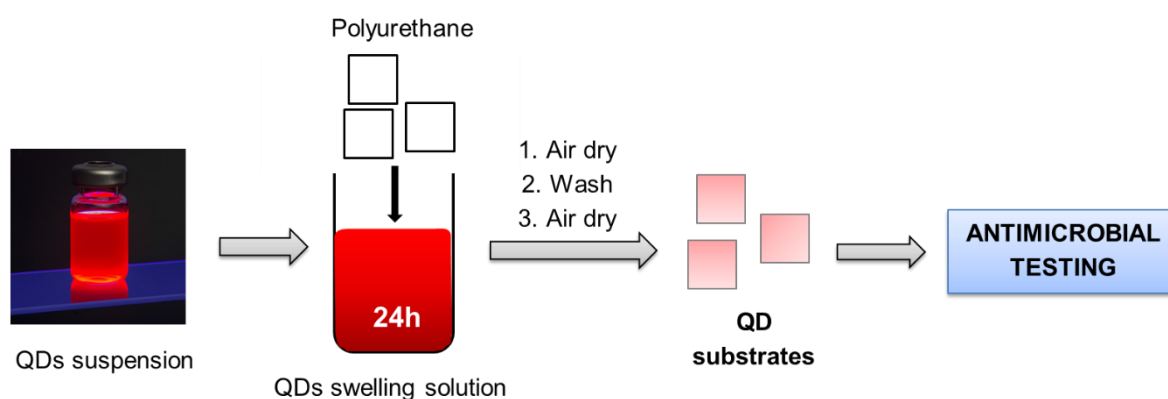 Polyurethane
QDs suspension
24h
QDs swelling solution
1. Air dry
2. Wash
3. Air dry
QD
substrates
ANTIMICROBIAL
TESTING